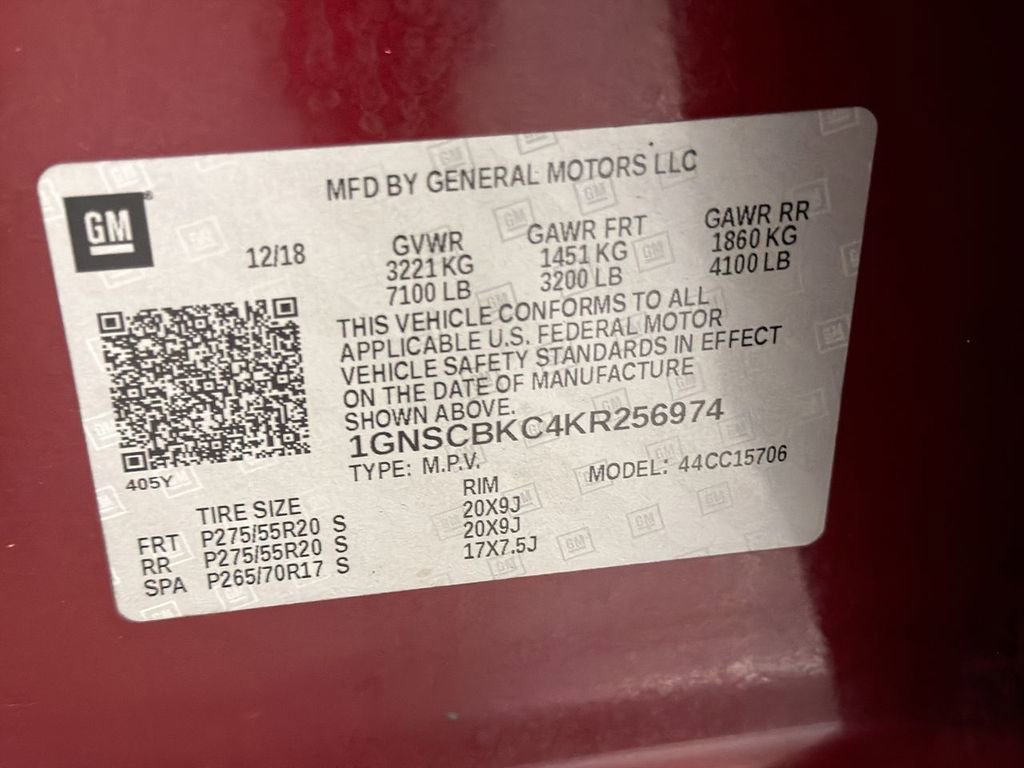 MFD BY GENERAL MOTORS LLC
GM
12/18
GVWR GAWR FRT GAWR RR
3221 KG 1451 KG 1860 KG
7100 LB 3200 LB 4100 LB
THIS VEHICLE CONFORMS TO ALL
APPLICABLE U.S. FEDERAL MOTOR
VEHICLE SAFETY STANDARDS IN EFFECT
ON THE DATE OF MANUFACTURE
SHOWN ABOVE.
1GNSCBKC4KR256974
405Y
TYPE: M.P.V. MODEL: 44CC15706
TIRE SIZE RIM
FRT P275/55R20 S 20X9J
RR P275/55R20 S 20X9J
SPA P265/70R17 S 17X7.5J